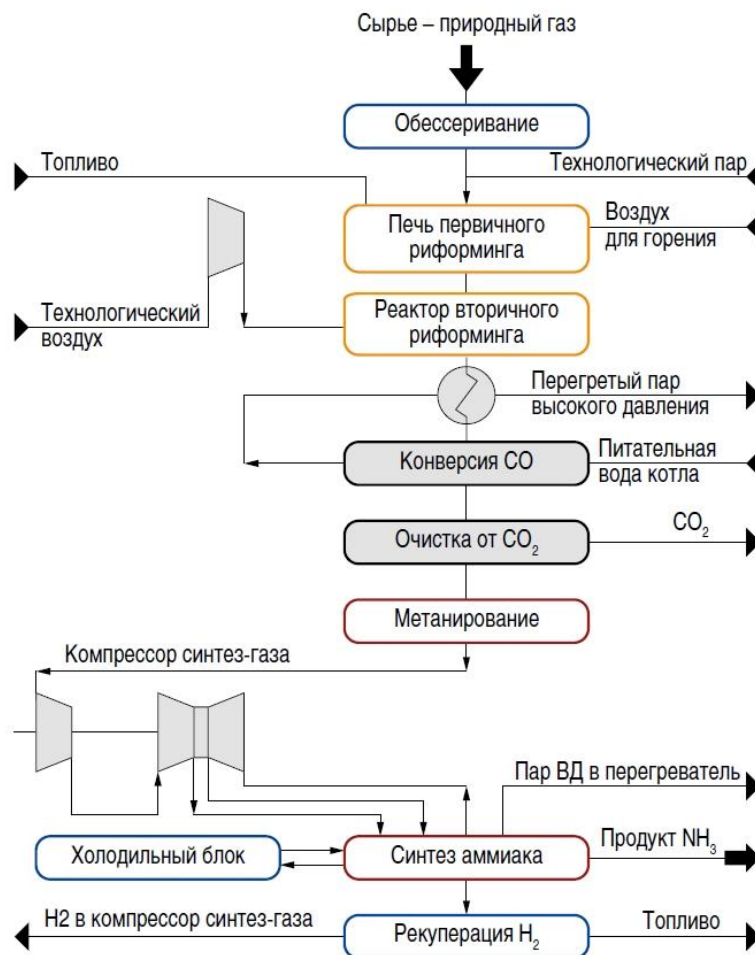 Сырье – природный газ
Обессеривание
Топливо
Технологический пар
Печь первичного
риформинга
Воздух
для горения
Технологический
воздух
Реактор вторичного
риформинга
Перегретый пар
высокого давления
Конверсия CO
Питательная
вода котла
Очистка от CO₂
CO₂
Метанирование
Компрессор синтез-газа
Пар ВД в перегреватель
Холодильный блок
Синтез аммиака
Продукт NH₃
H2 в компрессор синтез-газа
Рекуперация H₂
Топливо